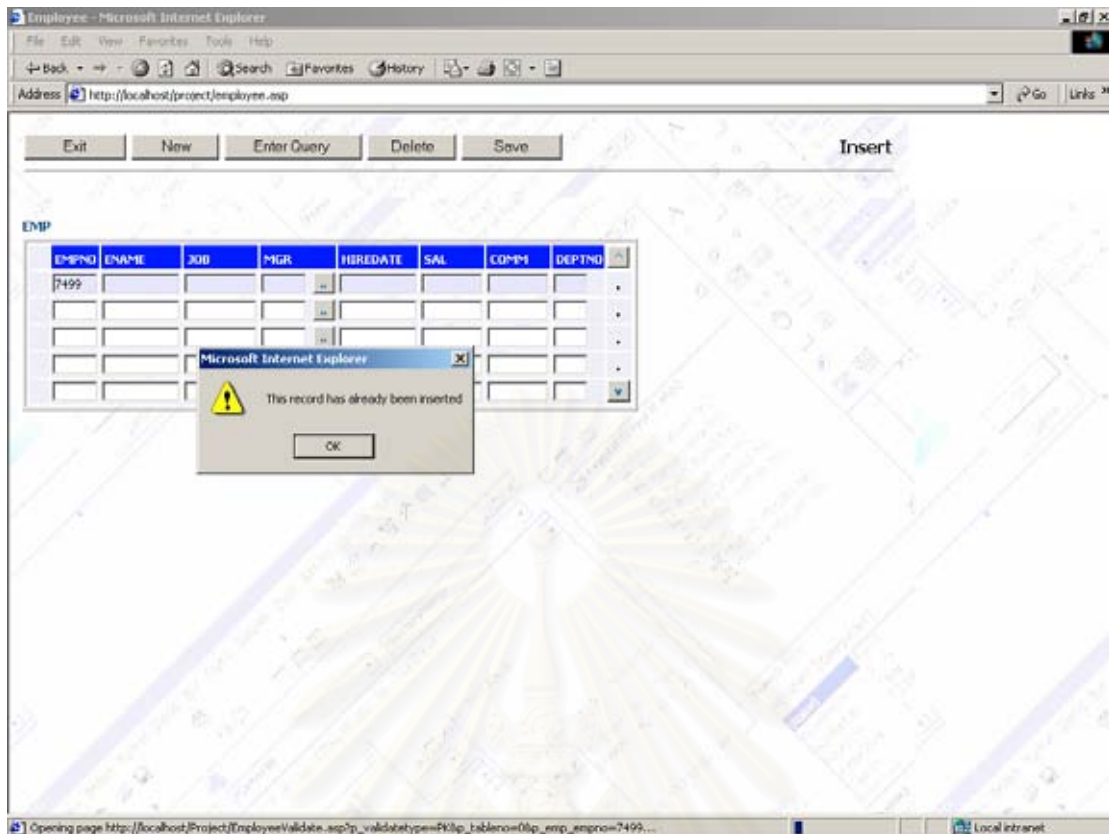 Employee - Microsoft Internet Explorer
File Edit View Favorites Tools Help
Back Search Favorites History
Address http://localhost/project/employee.asp Go Links »
Exit New Enter Query Delete Save Insert
EMP
EMPNO ENAME JOB MGR HIREDATE SAL COMM DEPTNO
7499 ..
..
..
Microsoft Internet Explorer
This record has already been inserted
OK
Opening page http://localhost/Project/EmployeeValidate.asp?p_validatetype=PK&p_tableno=0&p_emp_empno=7499... Local intranet